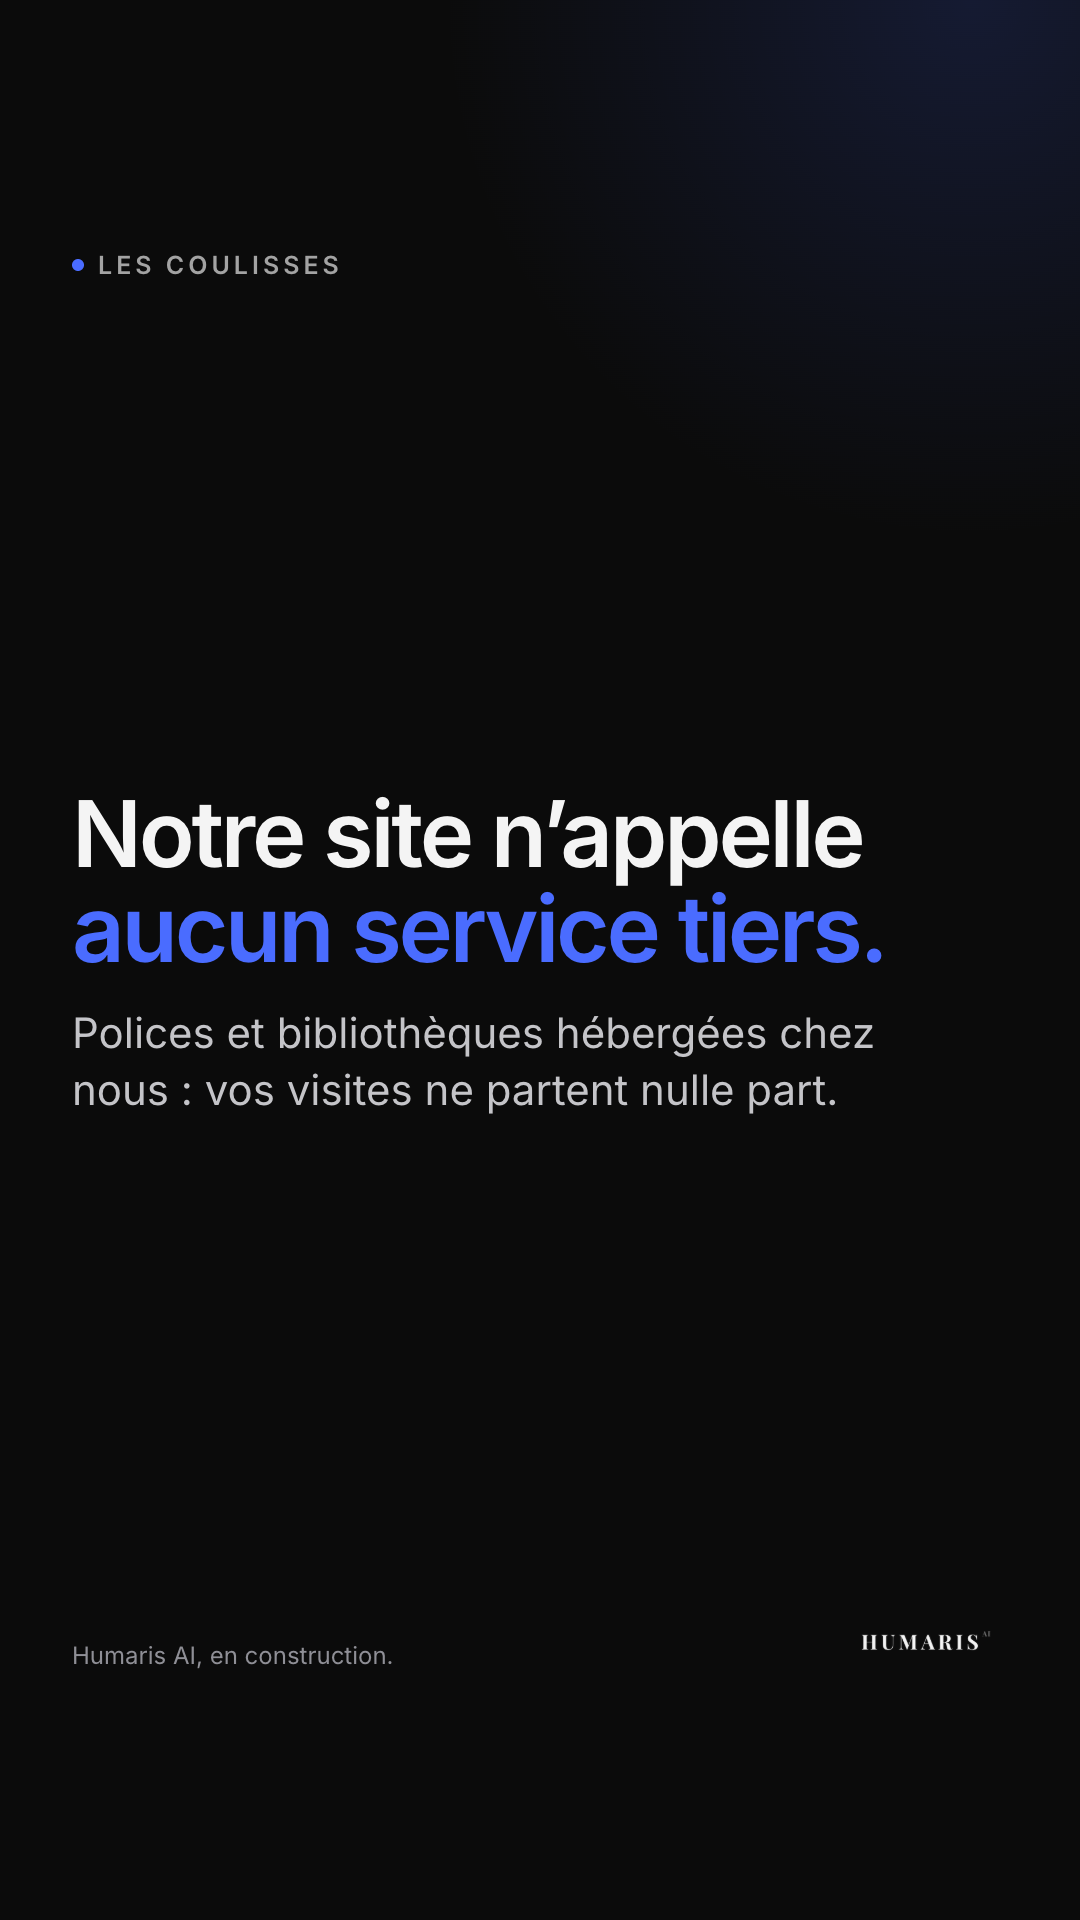 LES COULISSES
Notre site n’appelle
aucun service tiers.
Polices et bibliothèques hébergées chez
nous : vos visites ne partent nulle part.
Humaris AI, en construction.
HUMARIS AI